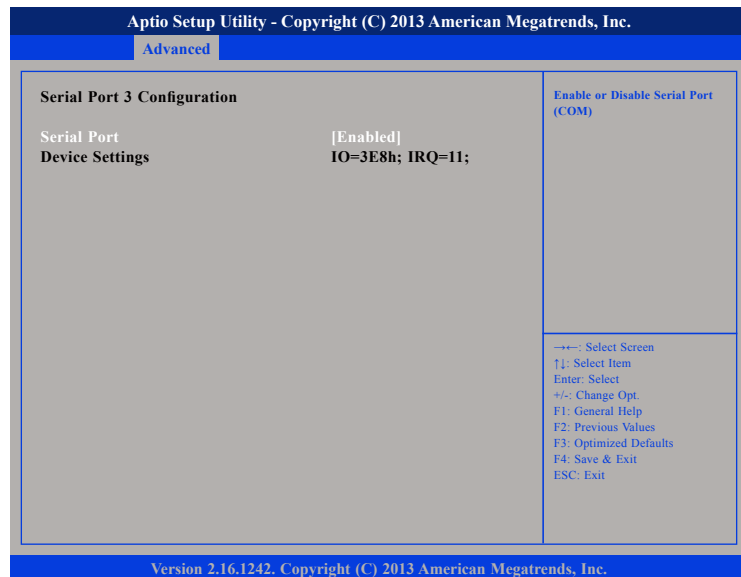 Aptio Setup Utility - Copyright (C) 2013 American Megatrends, Inc.
Advanced
Serial Port 3 Configuration
Serial Port [Enabled]
Device Settings IO=3E8h; IRQ=11;
Enable or Disable Serial Port
(COM)
→←: Select Screen
↑↓: Select Item
Enter: Select
+/-: Change Opt.
F1: General Help
F2: Previous Values
F3: Optimized Defaults
F4: Save & Exit
ESC: Exit
Version 2.16.1242. Copyright (C) 2013 American Megatrends, Inc.